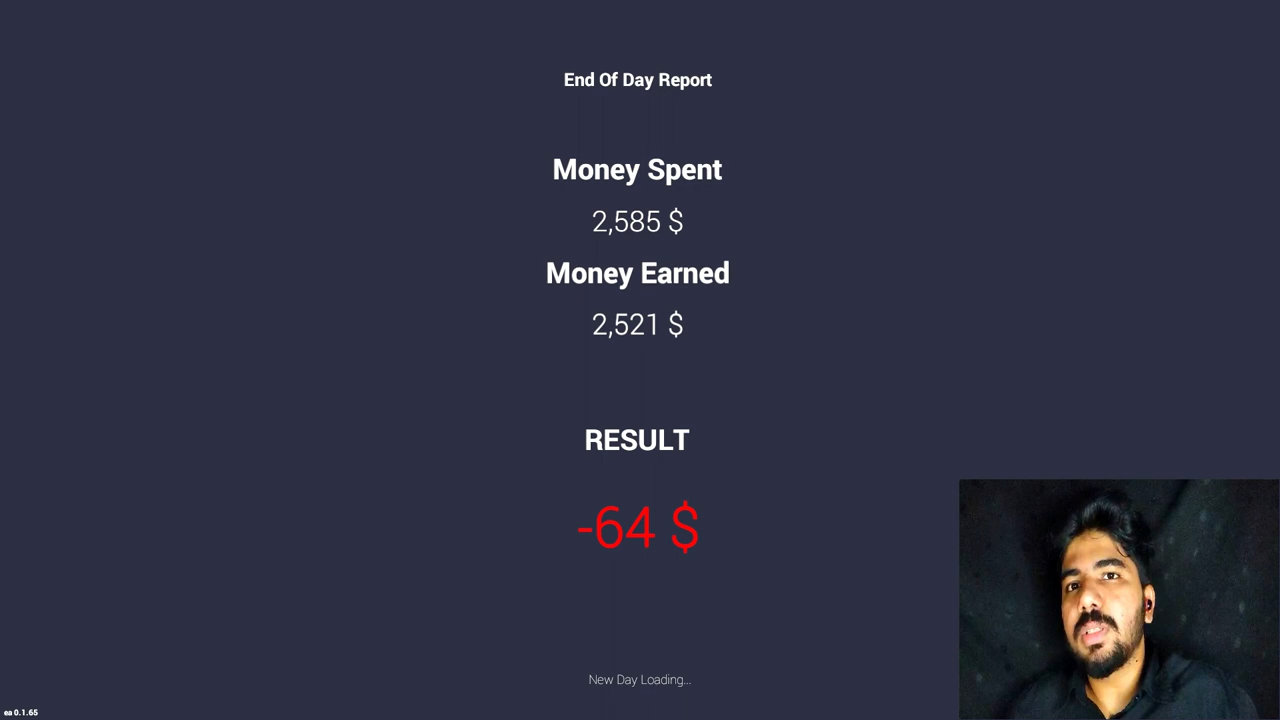 End Of Day Report
Money Spent
2,585 $
Money Earned
2,521 $
RESULT
-64 $
New Day Loading...
ea 0.1.65